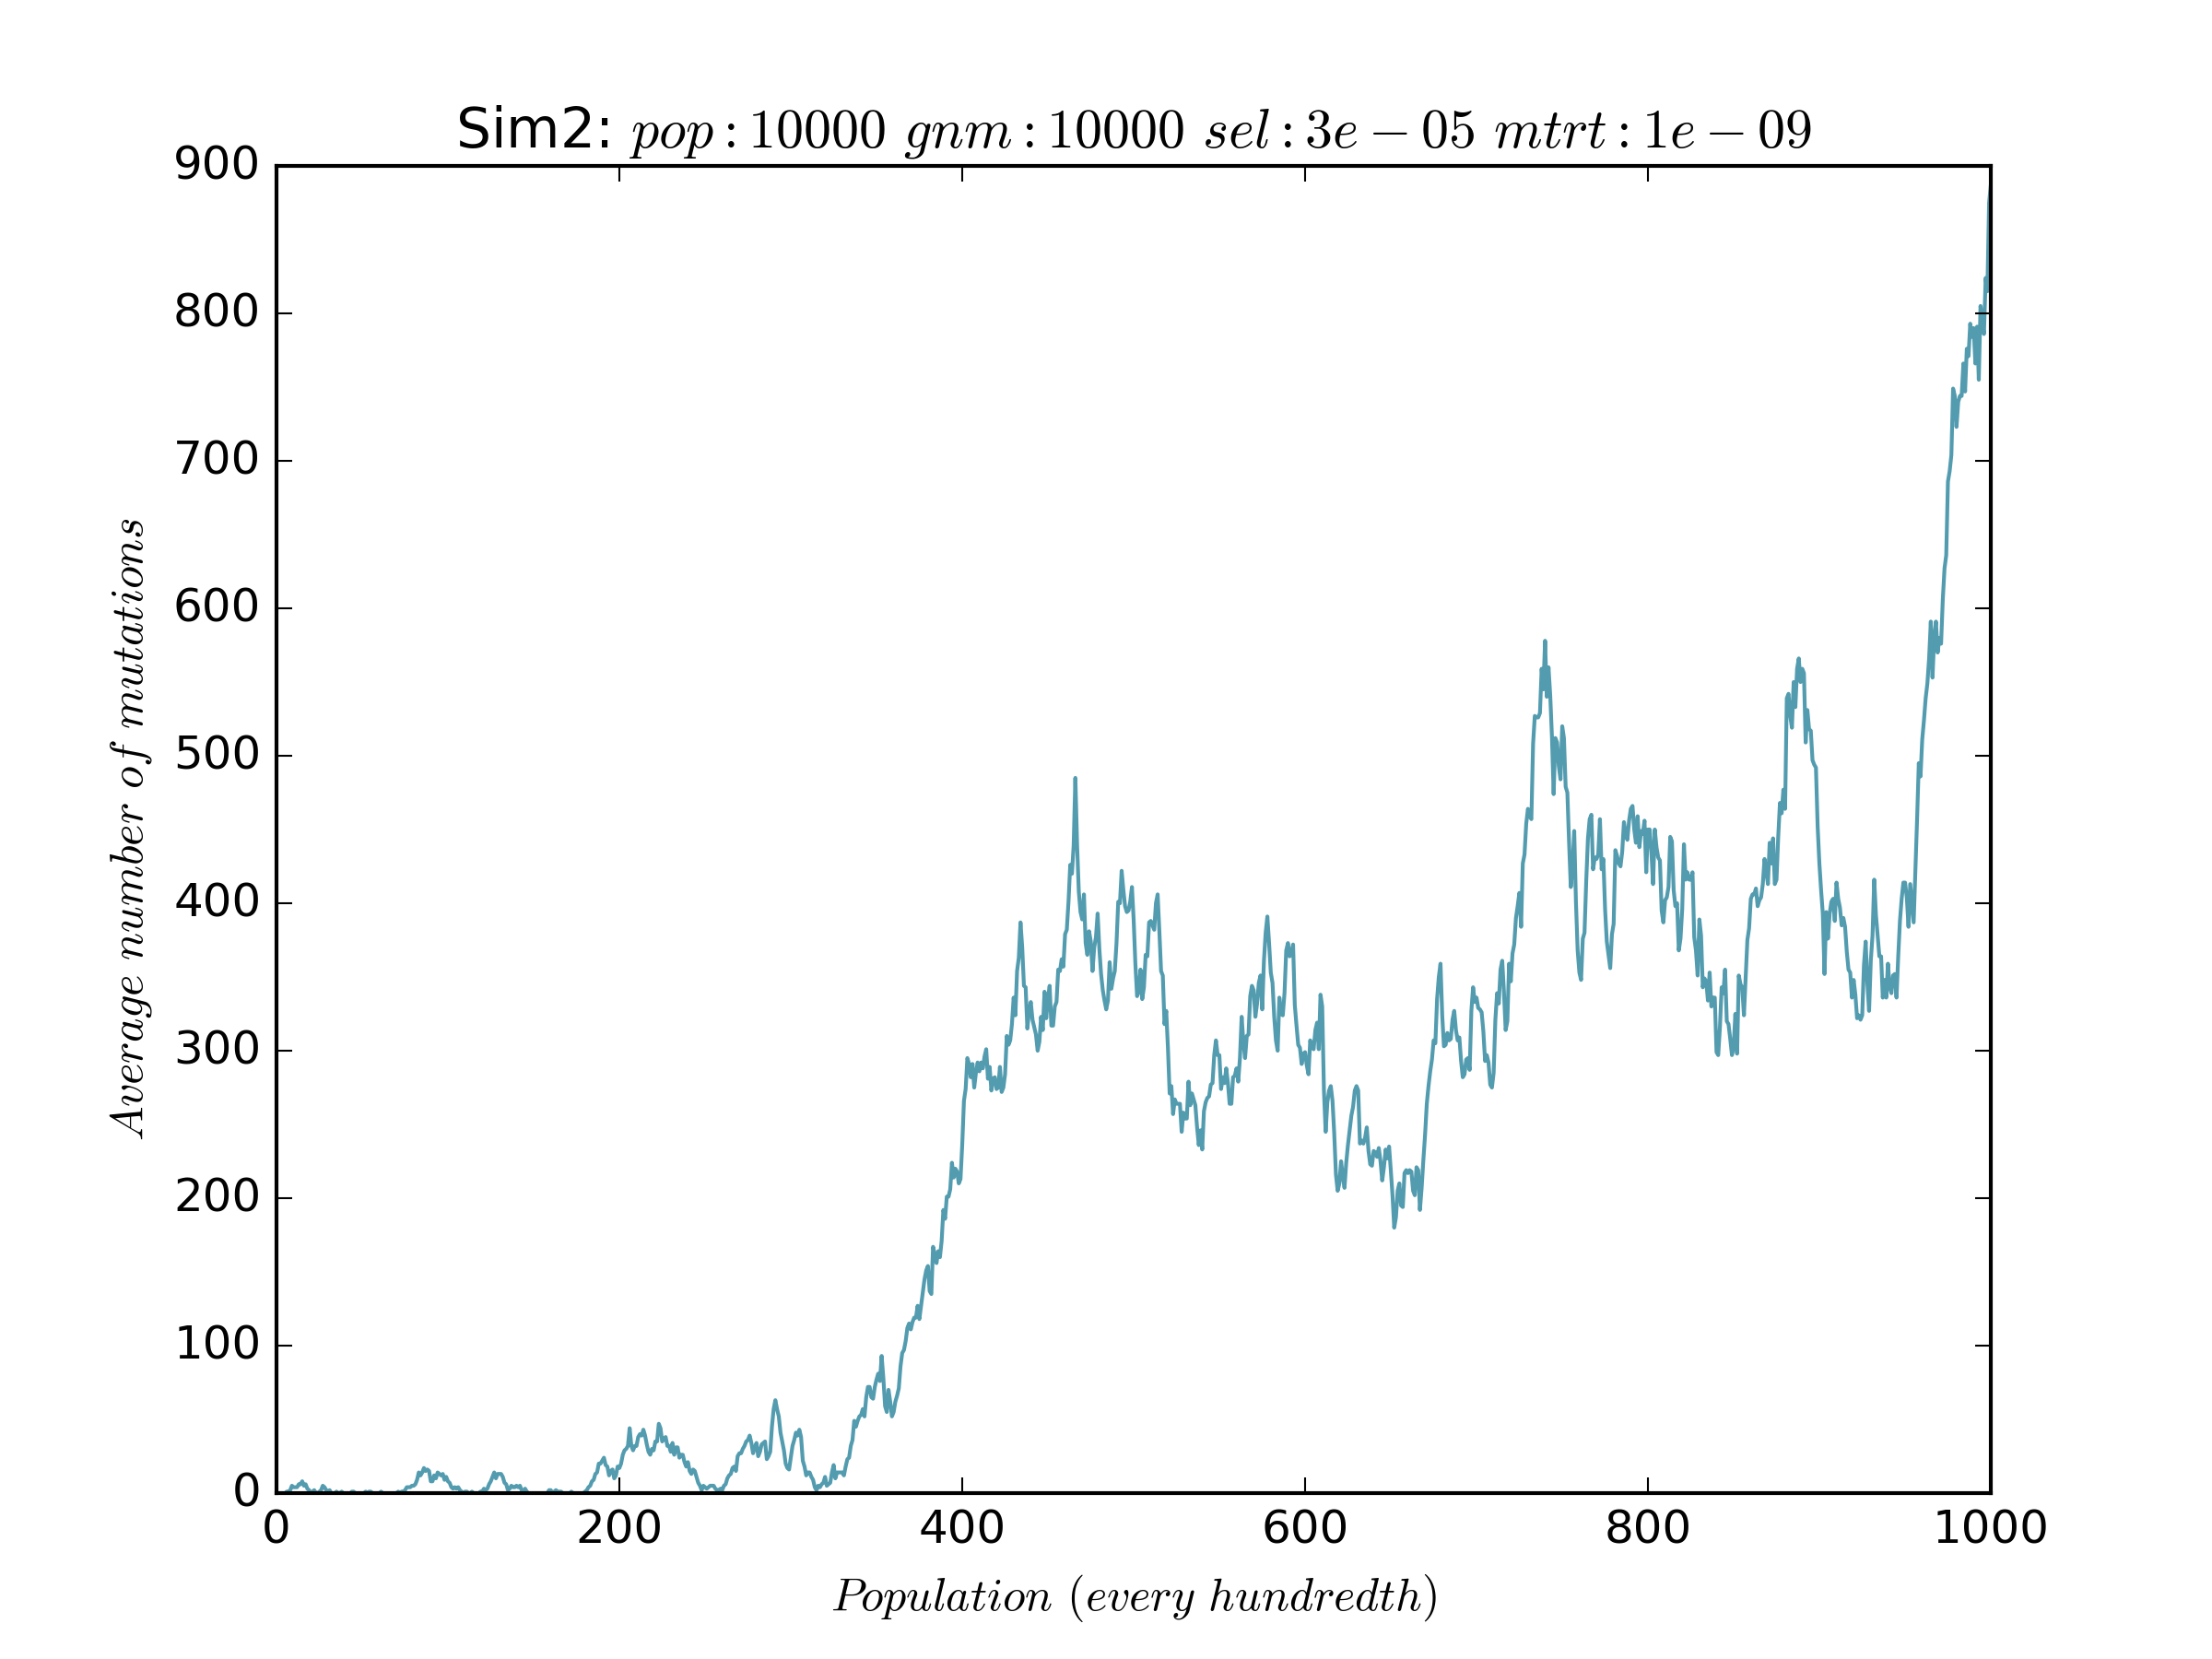 Sim2: pop : 10000 gnm : 10000 sel : 3e − 05 mtrt : 1e − 09
900
800
700
600
500
400
300
200
100
0
Average number of mutations
0 200 400 600 800 1000
Population (every hundredth)